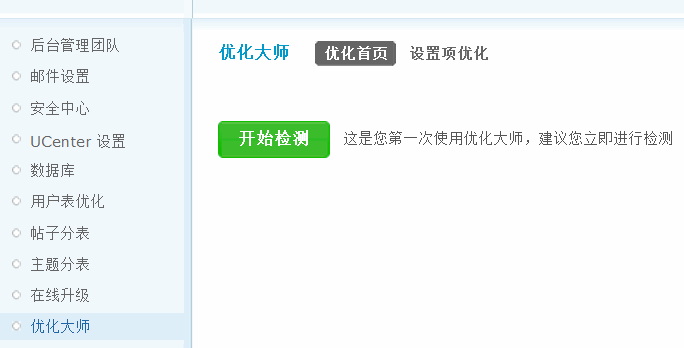 后台管理团队
邮件设置
安全中心
UCenter 设置
数据库
用户表优化
帖子分表
主题分表
在线升级
优化大师
优化大师 优化首页 设置项优化
开始检测 这是您第一次使用优化大师，建议您立即进行检测